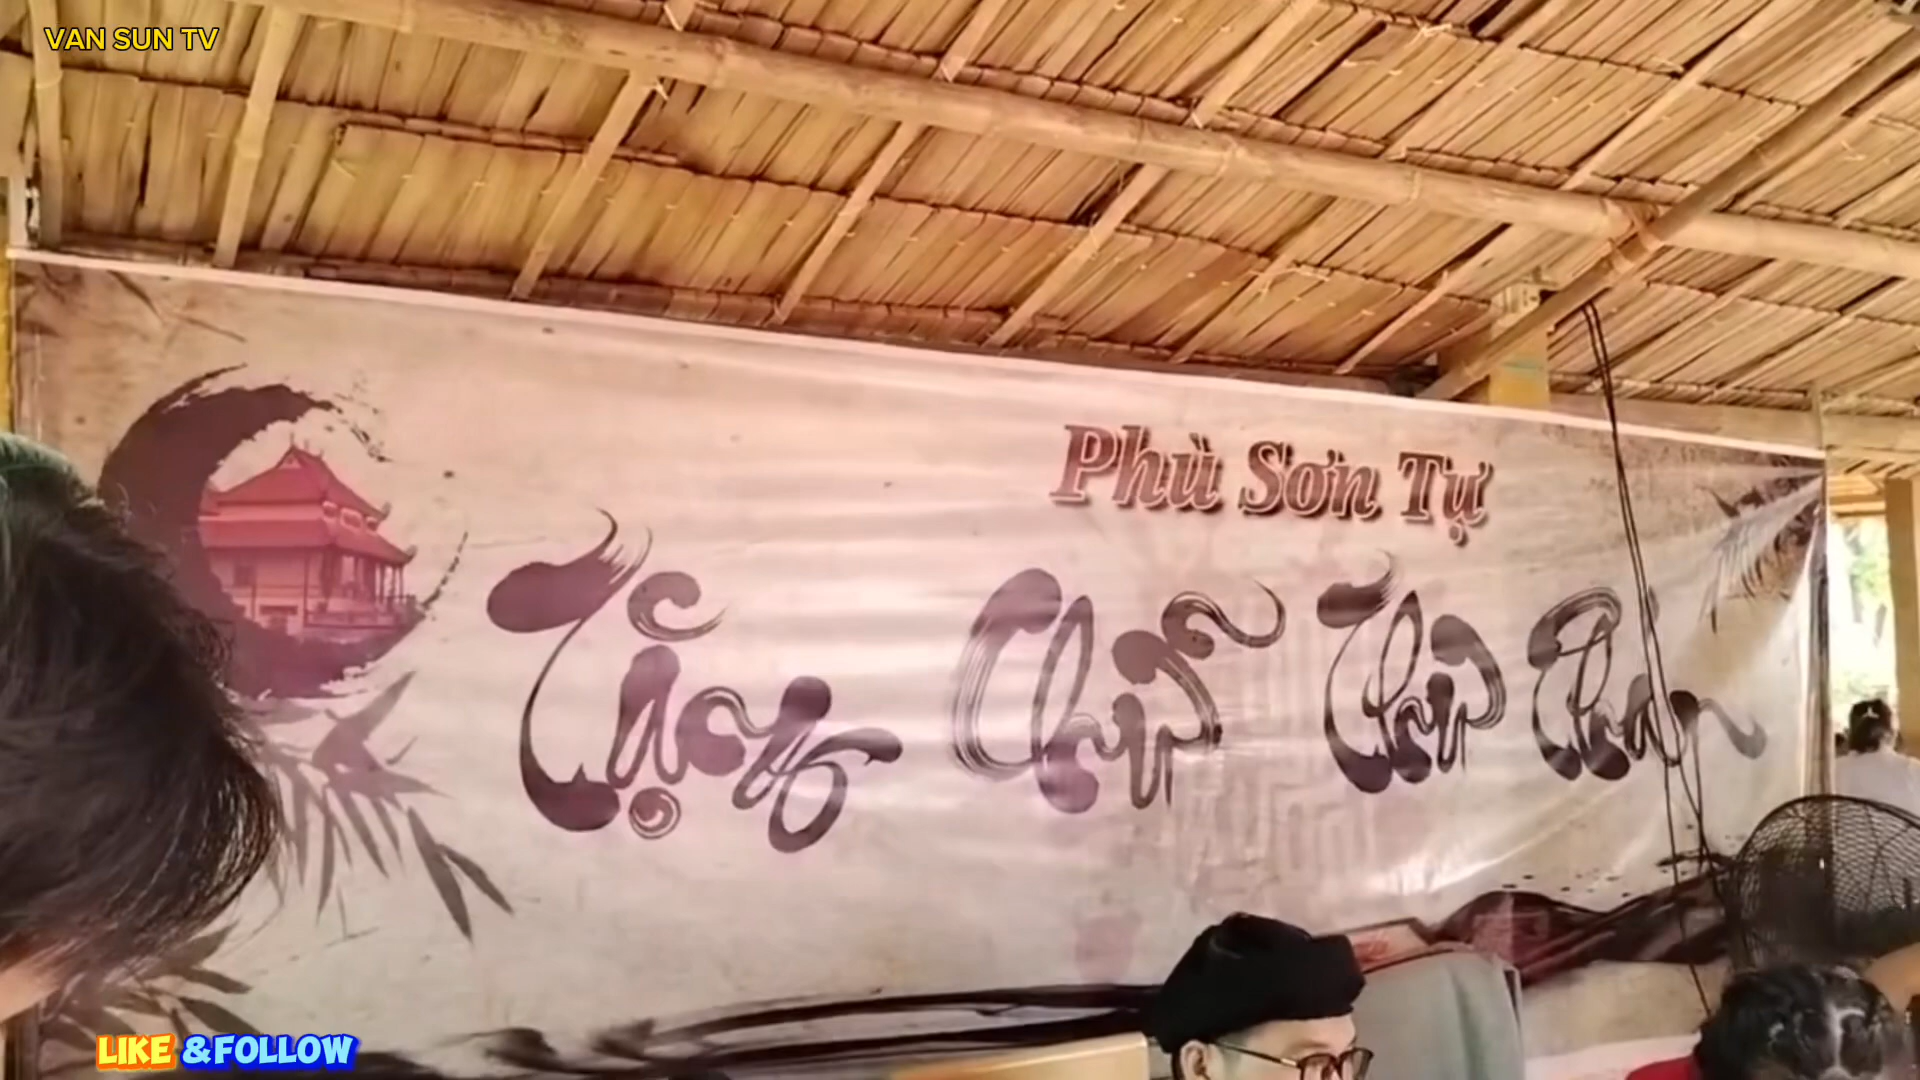 VAN SUN TV
Phù Sơn Tự
Tặng Chữ Thư Pháp
LIKE &FOLLOW